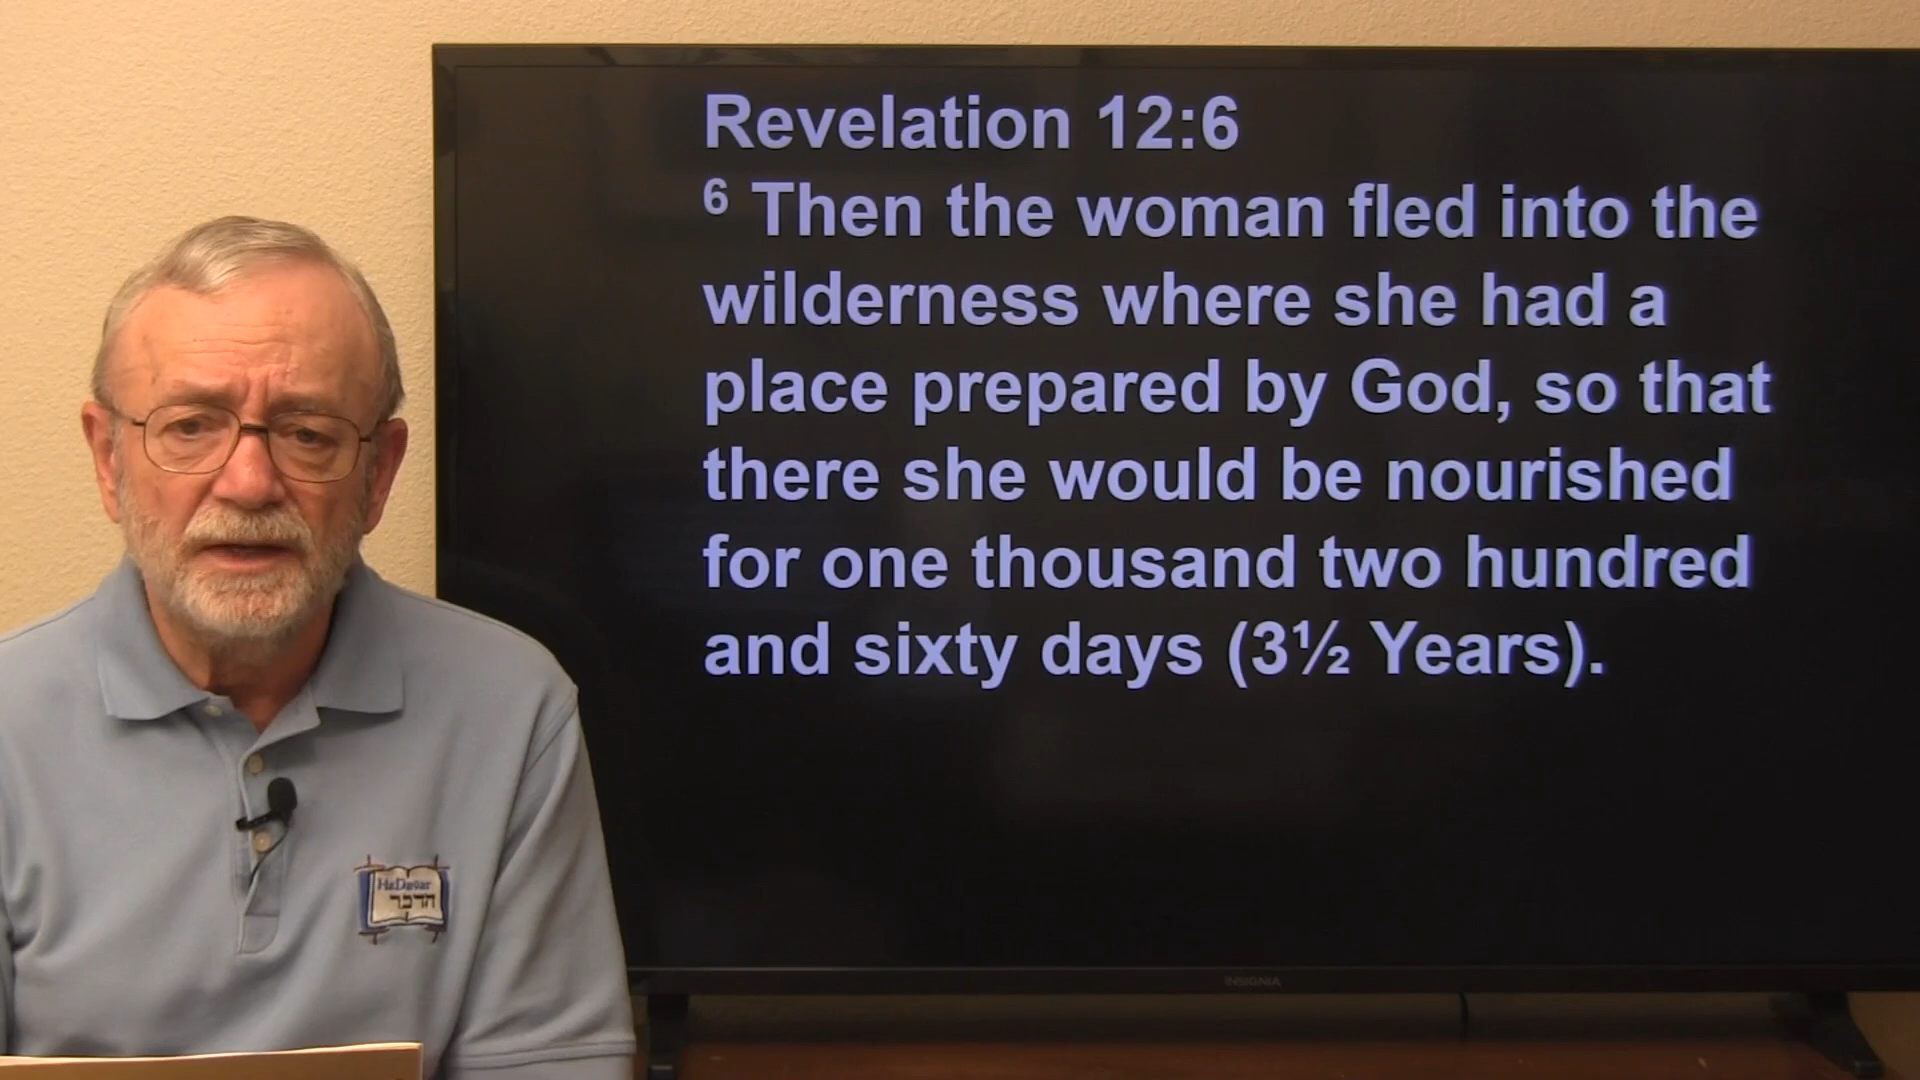 Revelation 12:6
6 Then the woman fled into the
wilderness where she had a
place prepared by God, so that
there she would be nourished
for one thousand two hundred
and sixty days (3½ Years).
HaDavar
הדבר
INSIGNIA